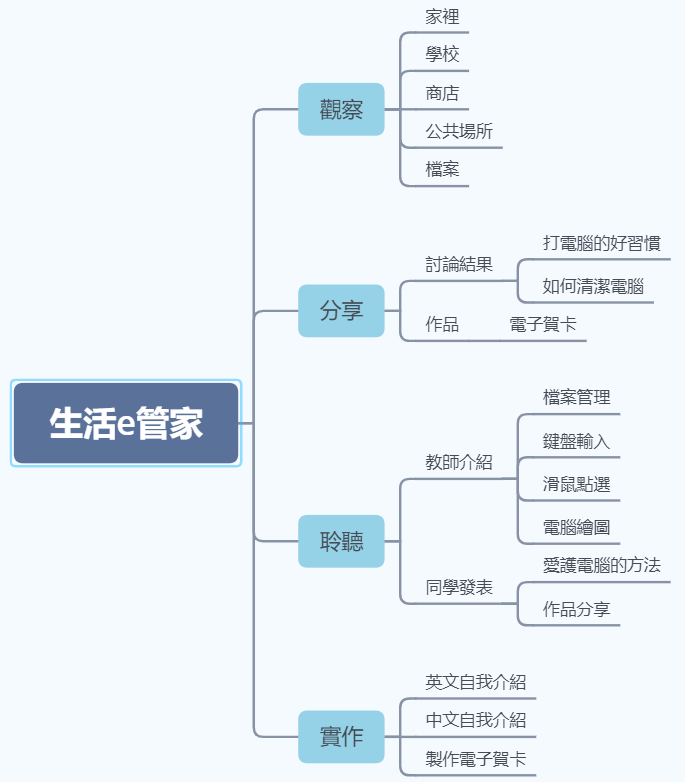 生活e管家
觀察
家裡
學校
商店
公共場所
檔案
分享
討論結果
打電腦的好習慣
如何清潔電腦
作品
電子賀卡
聆聽
教師介紹
檔案管理
鍵盤輸入
滑鼠點選
電腦繪圖
同學發表
愛護電腦的方法
作品分享
實作
英文自我介紹
中文自我介紹
製作電子賀卡